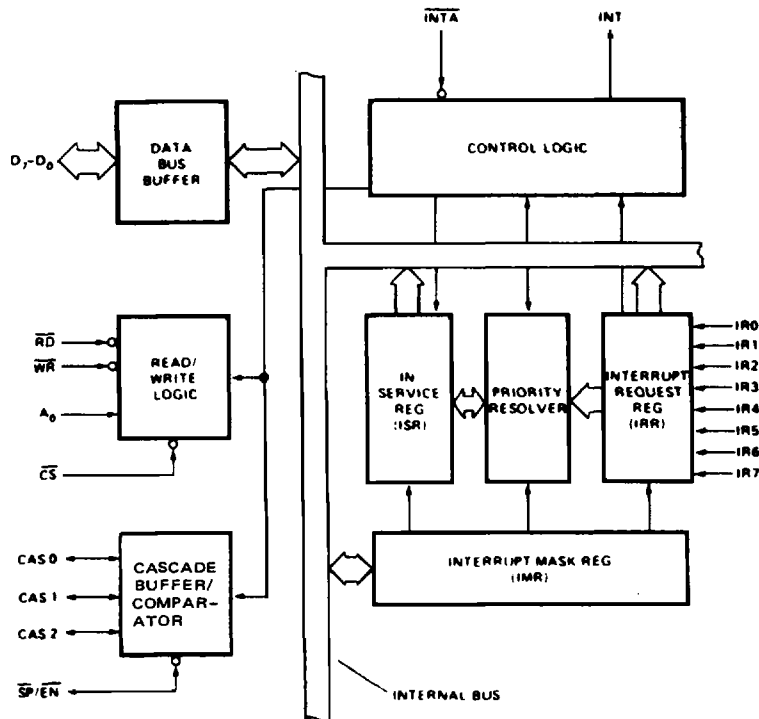 INTA
INT
DATA
BUS
BUFFER
D7-D0
CONTROL LOGIC
RD
WR
A0
CS
READ/
WRITE
LOGIC
IN
SERVICE
REG
(ISR)
PRIORITY
RESOLVER
INTERRUPT
REQUEST
REG
(IRR)
IR0
IR1
IR2
IR3
IR4
IR5
IR6
IR7
CAS 0
CAS 1
CAS 2
SP/EN
CASCADE
BUFFER/
COMPAR-
ATOR
INTERRUPT MASK REG
(IMR)
INTERNAL BUS